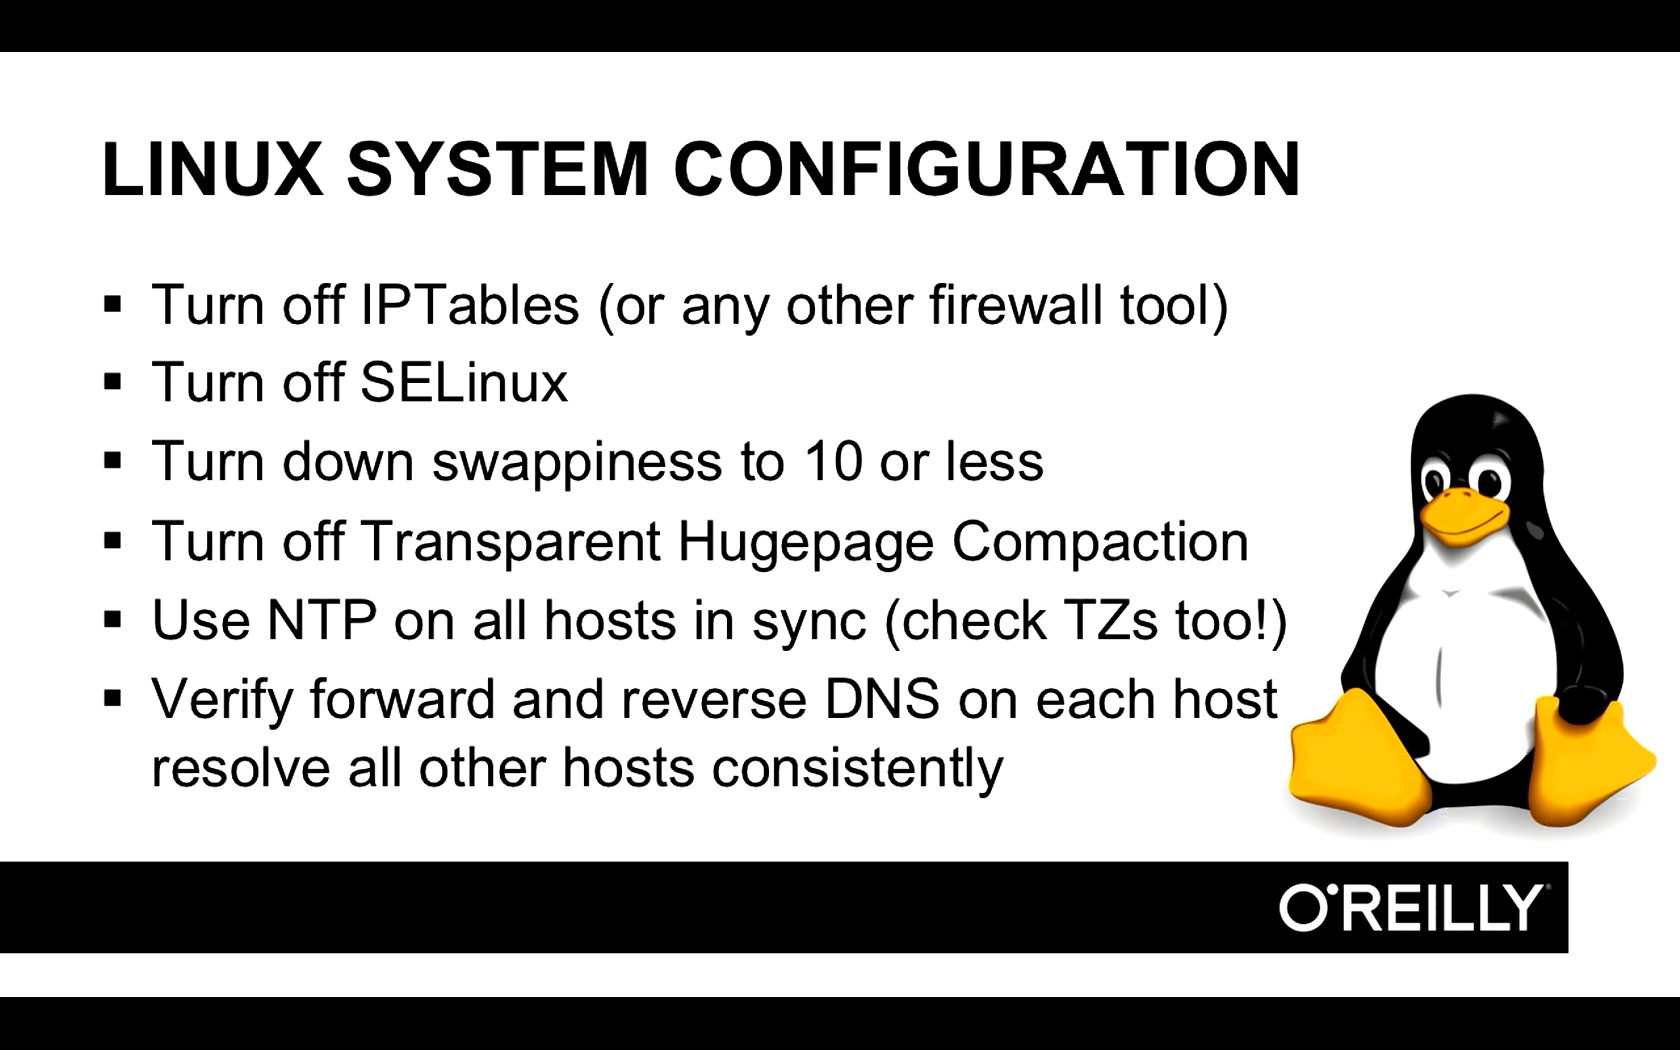 LINUX SYSTEM CONFIGURATION
▪ Turn off IPTables (or any other firewall tool)
▪ Turn off SELinux
▪ Turn down swappiness to 10 or less
▪ Turn off Transparent Hugepage Compaction
▪ Use NTP on all hosts in sync (check TZs too!)
▪ Verify forward and reverse DNS on each host
resolve all other hosts consistently
O'REILLY®